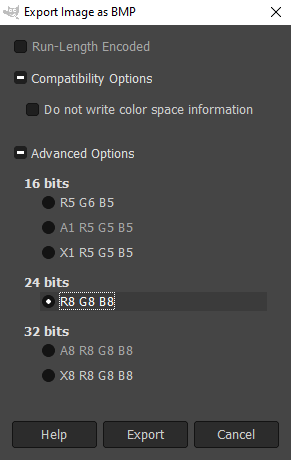 Export Image as BMP
Run-Length Encoded
Compatibility Options
Do not write color space information
Advanced Options
16 bits
R5 G6 B5
A1 R5 G5 B5
X1 R5 G5 B5
24 bits
R8 G8 B8
32 bits
A8 R8 G8 B8
X8 R8 G8 B8
Help Export Cancel